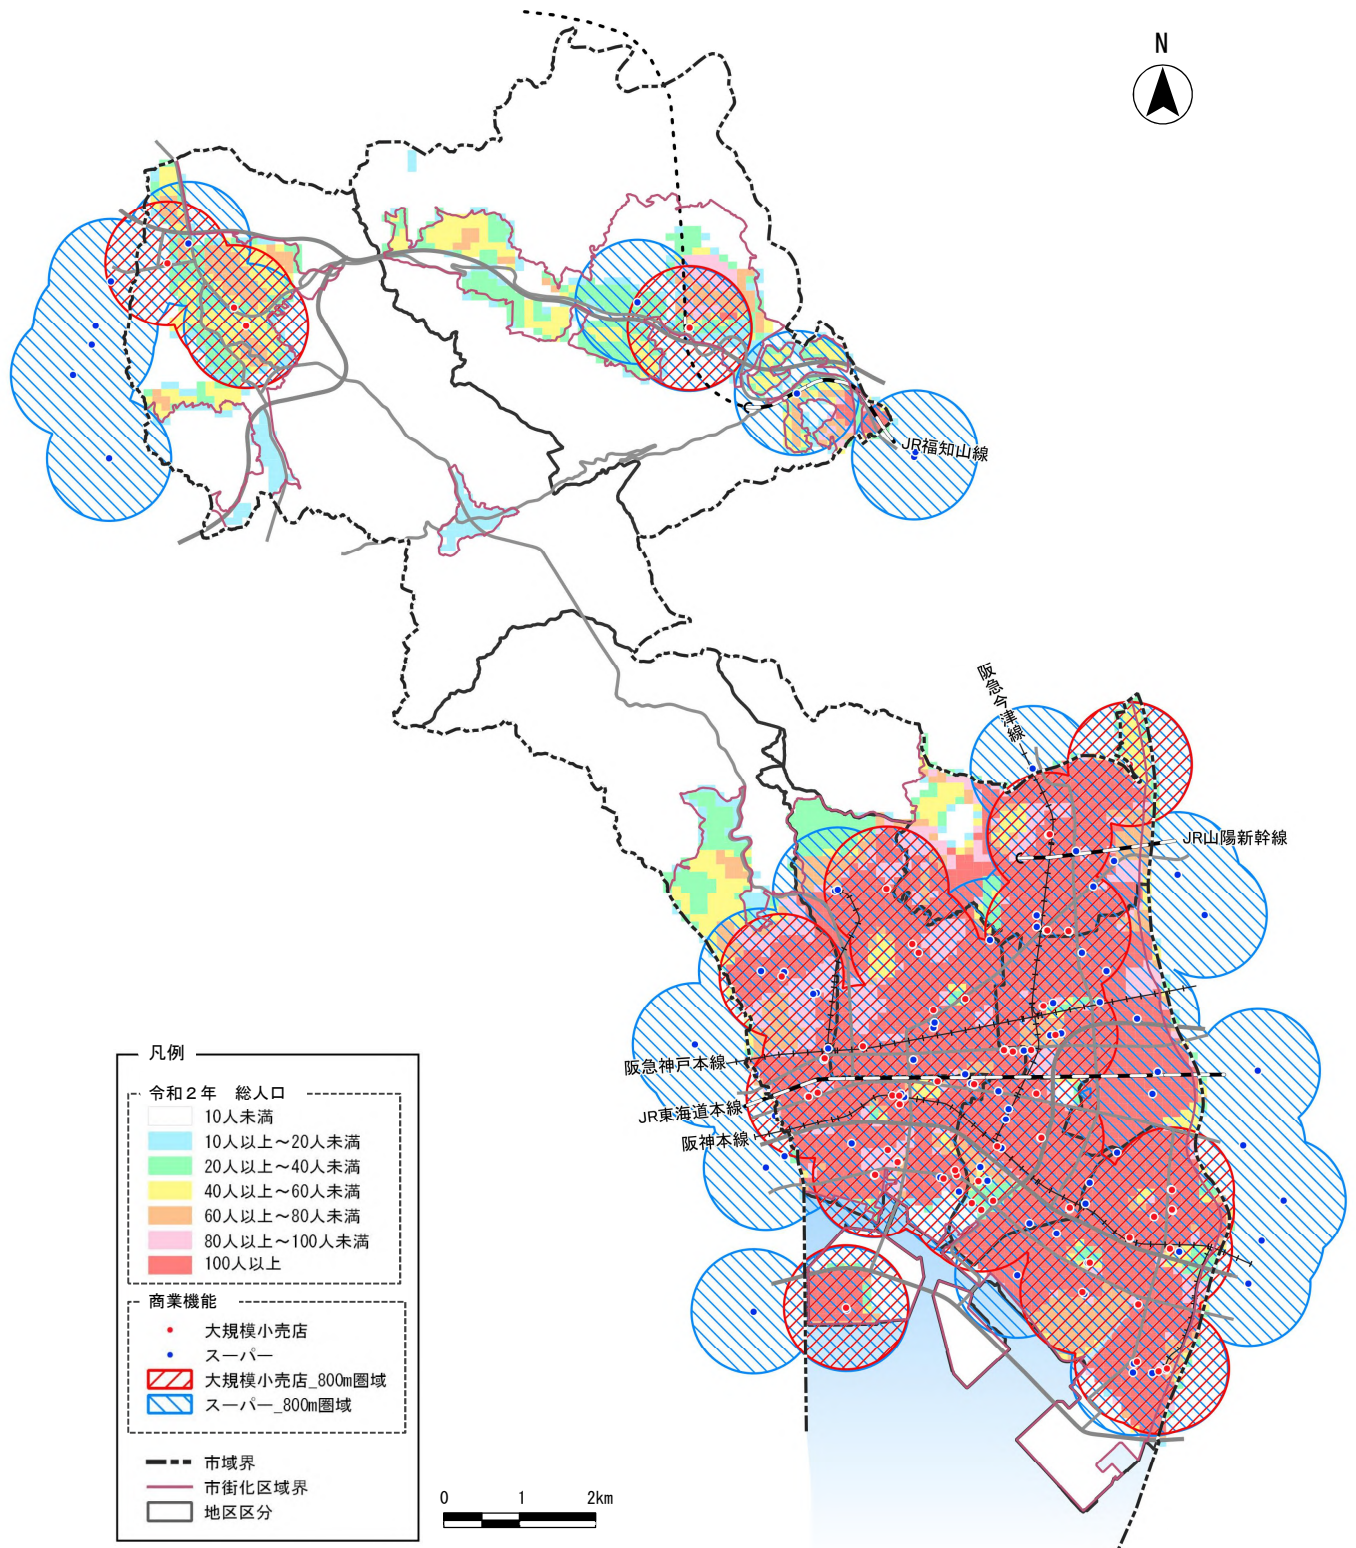 N
JR福知山線
阪急今津線
JR山陽新幹線
阪急神戸本線
JR東海道本線
阪神本線
凡例
令和2年 総人口
10人未満
10人以上～20人未満
20人以上～40人未満
40人以上～60人未満
60人以上～80人未満
80人以上～100人未満
100人以上
商業機能
大規模小売店
スーパー
大規模小売店_800m圏域
スーパー_800m圏域
市域界
市街化区域界
地区区分
0 1 2km